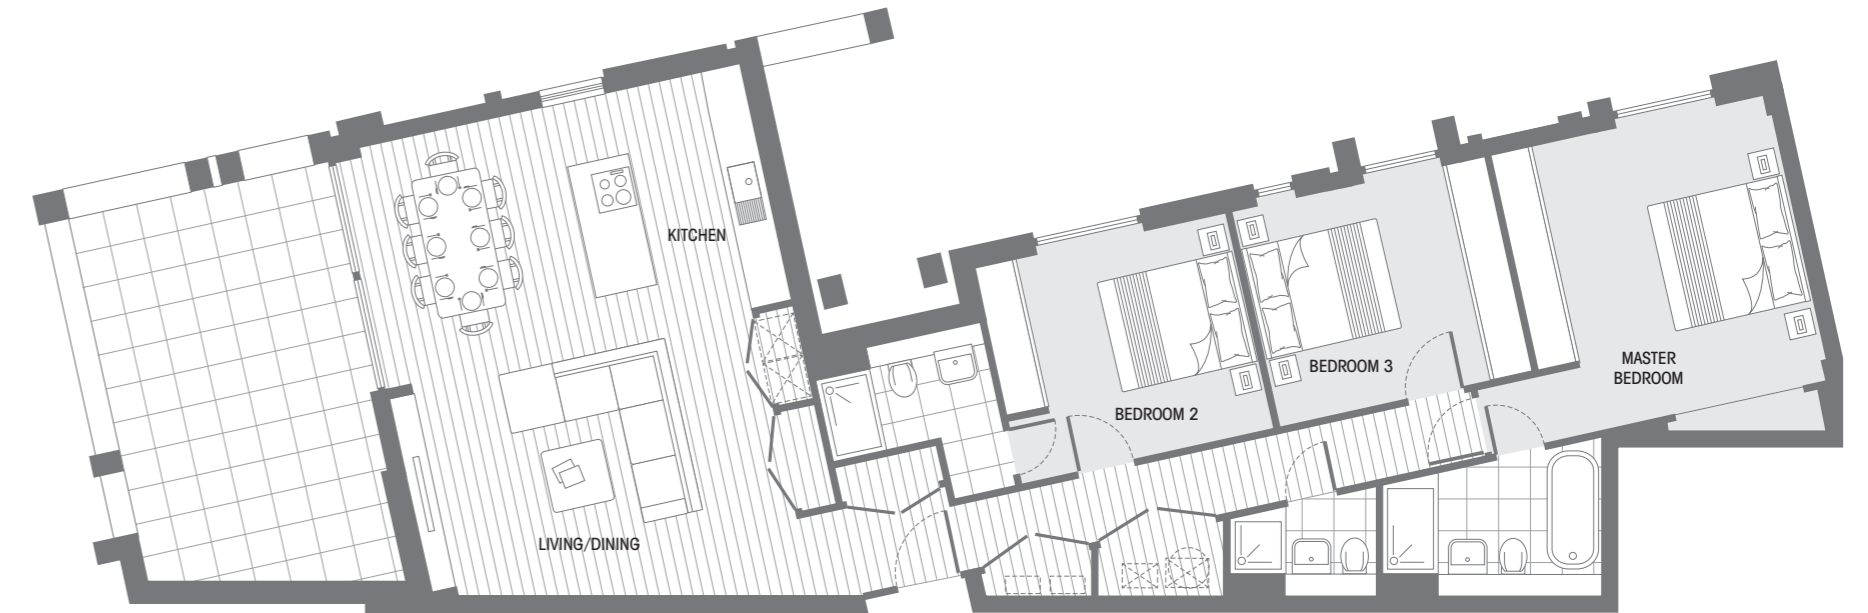 KITCHEN
LIVING/DINING
BEDROOM 2
BEDROOM 3
MASTER
BEDROOM